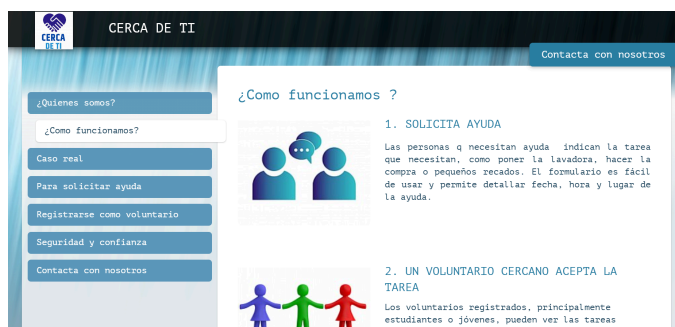 CERCA
DE TI
CERCA DE TI
Contacta con nosotros
¿Quienes somos?
¿Como funcionamos?
Caso real
Para solicitar ayuda
Registrarse como voluntario
Seguridad y confianza
Contacta con nosotros
¿Como funcionamos ?
1. SOLICITA AYUDA
Las personas q necesitan ayuda indican la tarea
que necesitan, como poner la lavadora, hacer la
compra o pequeños recados. El formulario es fácil
de usar y permite detallar fecha, hora y lugar de
la ayuda.
2. UN VOLUNTARIO CERCANO ACEPTA LA
TAREA
Los voluntarios registrados, principalmente
estudiantes o jóvenes, pueden ver las tareas